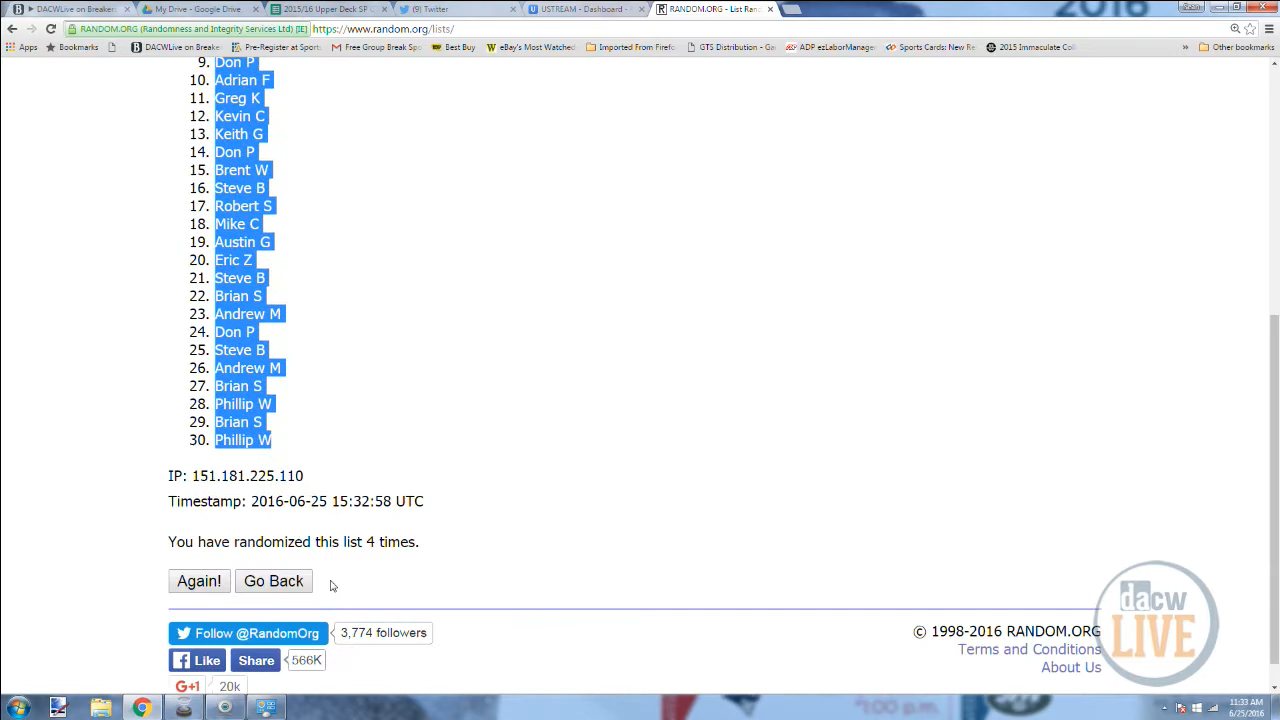 2016
DACWLive on Breaker
My Drive - Google Drive
2015/16 Upper Deck SP
(9) Twitter
USTREAM - Dashboard -
RANDOM.ORG - List Ran
Sean
RANDOM.ORG (Randomness and Integrity Services Ltd) [IE]
https://www.random.org/lists/
Apps
Bookmarks
DACWLive on Breake
Pre-Register at Sport
Free Group Break Sp
Best Buy
eBay's Most Watched
Imported From Firef
GTS Distribution - Ga
ADP ezLaborManage
Sports Cards: New Re
2015 Immaculate Col
Other bookmarks
9. Don P
10. Adrian F
11. Greg K
12. Kevin C
13. Keith G
14. Don P
15. Brent W
16. Steve B
17. Robert S
18. Mike C
19. Austin G
20. Eric Z
21. Steve B
22. Brian S
23. Andrew M
24. Don P
25. Steve B
26. Andrew M
27. Brian S
28. Phillip W
29. Brian S
30. Phillip W
IP: 151.181.225.110
Timestamp: 2016-06-25 15:32:58 UTC
You have randomized this list 4 times.
Again!
Go Back
Follow @RandomOrg
3,774 followers
Like
Share
566K
G+1
20k
© 1998-2016 RANDOM.ORG
Terms and Conditions
About Us
dacw
LIVE
11:33 AM
6/25/2016